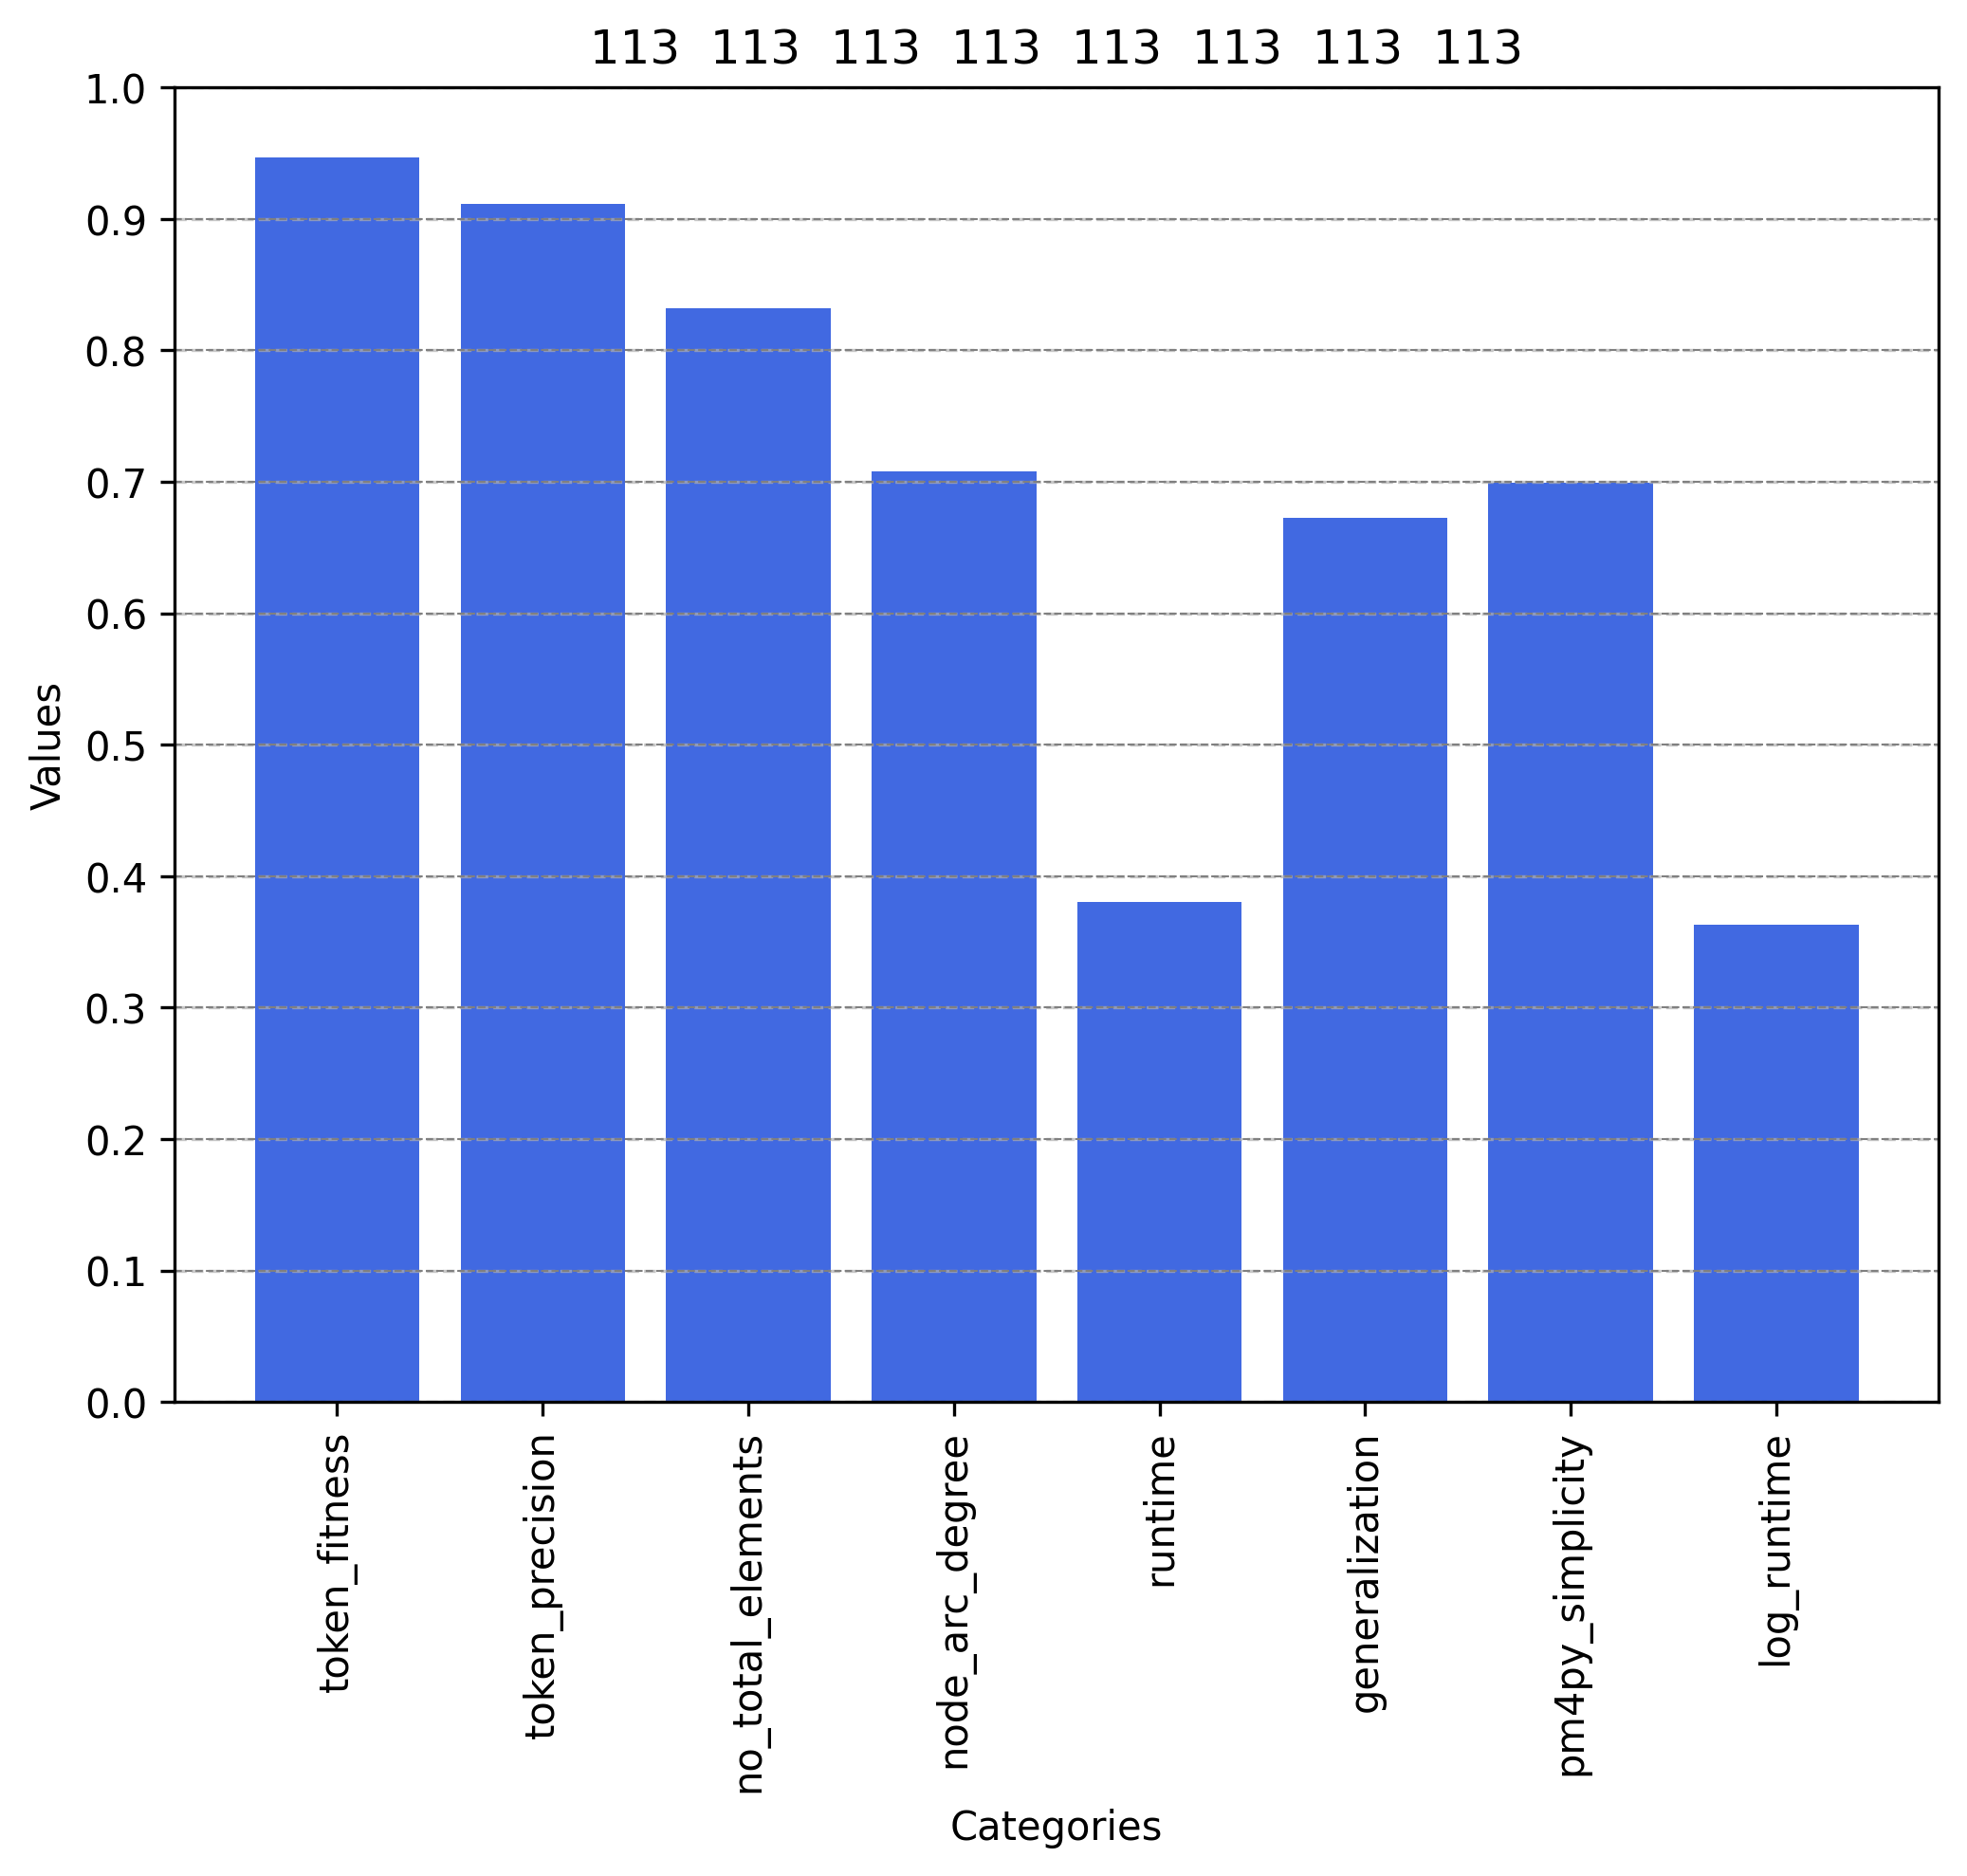 113 113 113 113 113 113 113 113
1.0
0.9
0.8
0.7
0.6
0.5
0.4
0.3
0.2
0.1
0.0
Values
token_fitness
token_precision
no_total_elements
node_arc_degree
runtime
generalization
pm4py_simplicity
log_runtime
Categories